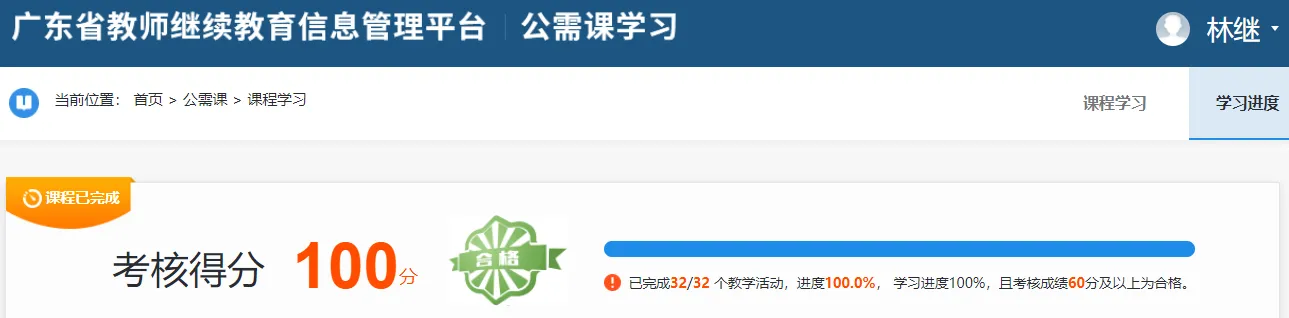 广东省教师继续教育信息管理平台 公需课学习
林继
当前位置： 首页 > 公需课 > 课程学习
课程学习
学习进度
课程已完成
考核得分 100分
合格
已完成32/32 个教学活动，进度100.0%， 学习进度100%，且考核成绩60分及以上为合格。